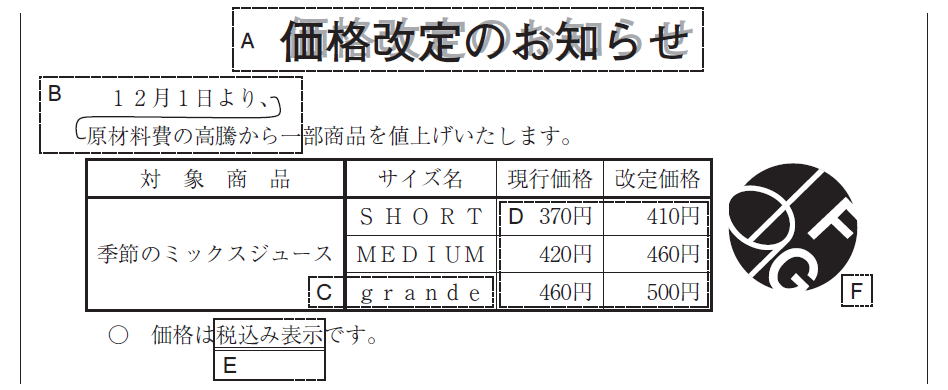 A 価格改定のお知らせ
B １２月１日より、
原材料費の高騰から一部商品を値上げいたします。
対　象　商　品 サイズ名 現行価格 改定価格
季節のミックスジュース ＳＨＯＲＴ D 370円 410円
ＭＥＤＩＵＭ 420円 460円
C ｇｒａｎｄｅ 460円 500円
F G
F
○　価格は税込み表示です。
E